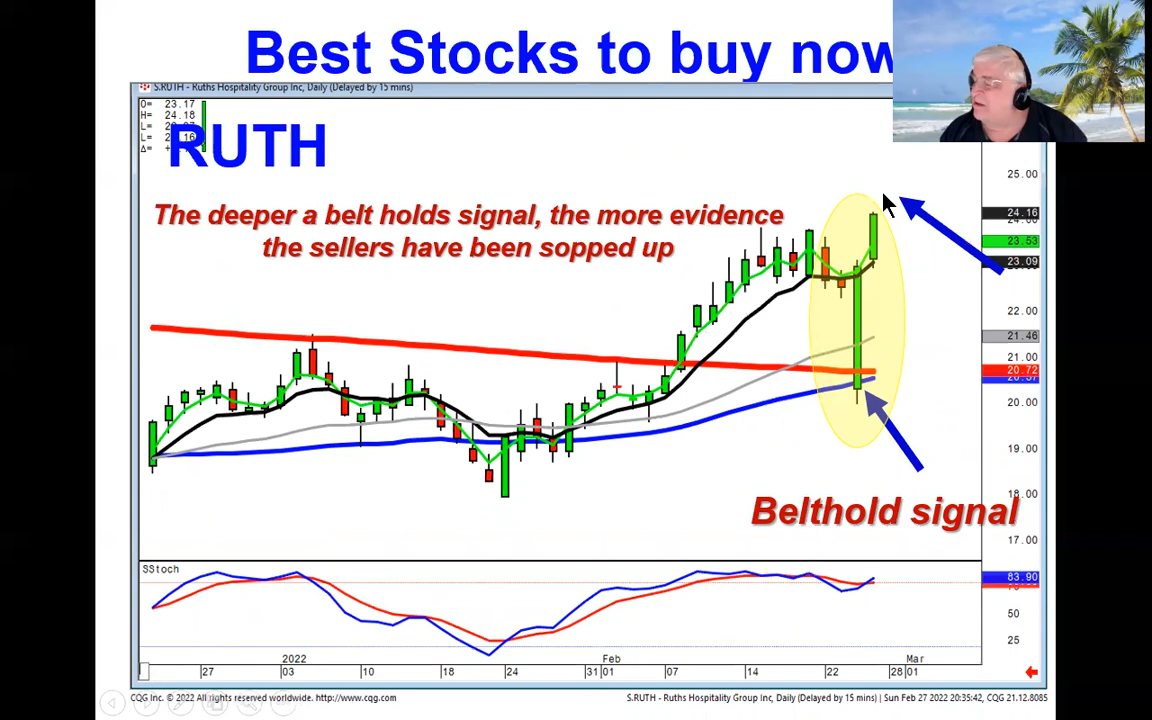 Best Stocks to buy now
S.RUTH - Ruths Hospitality Group Inc, Daily (Delayed by 15 mins)
O= 23.17
H= 24.18
L=
L=
Δ=
RUTH
The deeper a belt holds signal, the more evidence
the sellers have been sopped up
25.00
24.16
23.53
23.09
22.00
21.46
21.00
20.72
20.00
19.00
18.00
17.00
Belthold signal
SStoch
83.90
50
25
2022
Feb
Mar
27
03
10
18
24
31
01
07
14
22
28
01
CQG Inc. © 2022 All rights reserved worldwide. http://www.cqg.com
S.RUTH - Ruths Hospitality Group Inc, Daily (Delayed by 15 mins) | Sun Feb 27 2022 20:35:42, CQG 21.12.8085